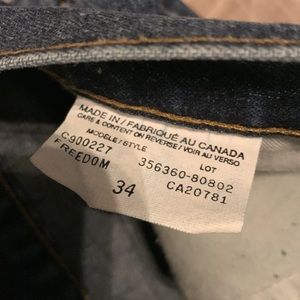 MADE IN / FABRIQUÉ AU CANADA
CARE & CONTENT ON REVERSE / VOIR AU VERSO
MODÈLE / STYLE LOT
C-900227 356360-80802
FREEDOM CA20781
34